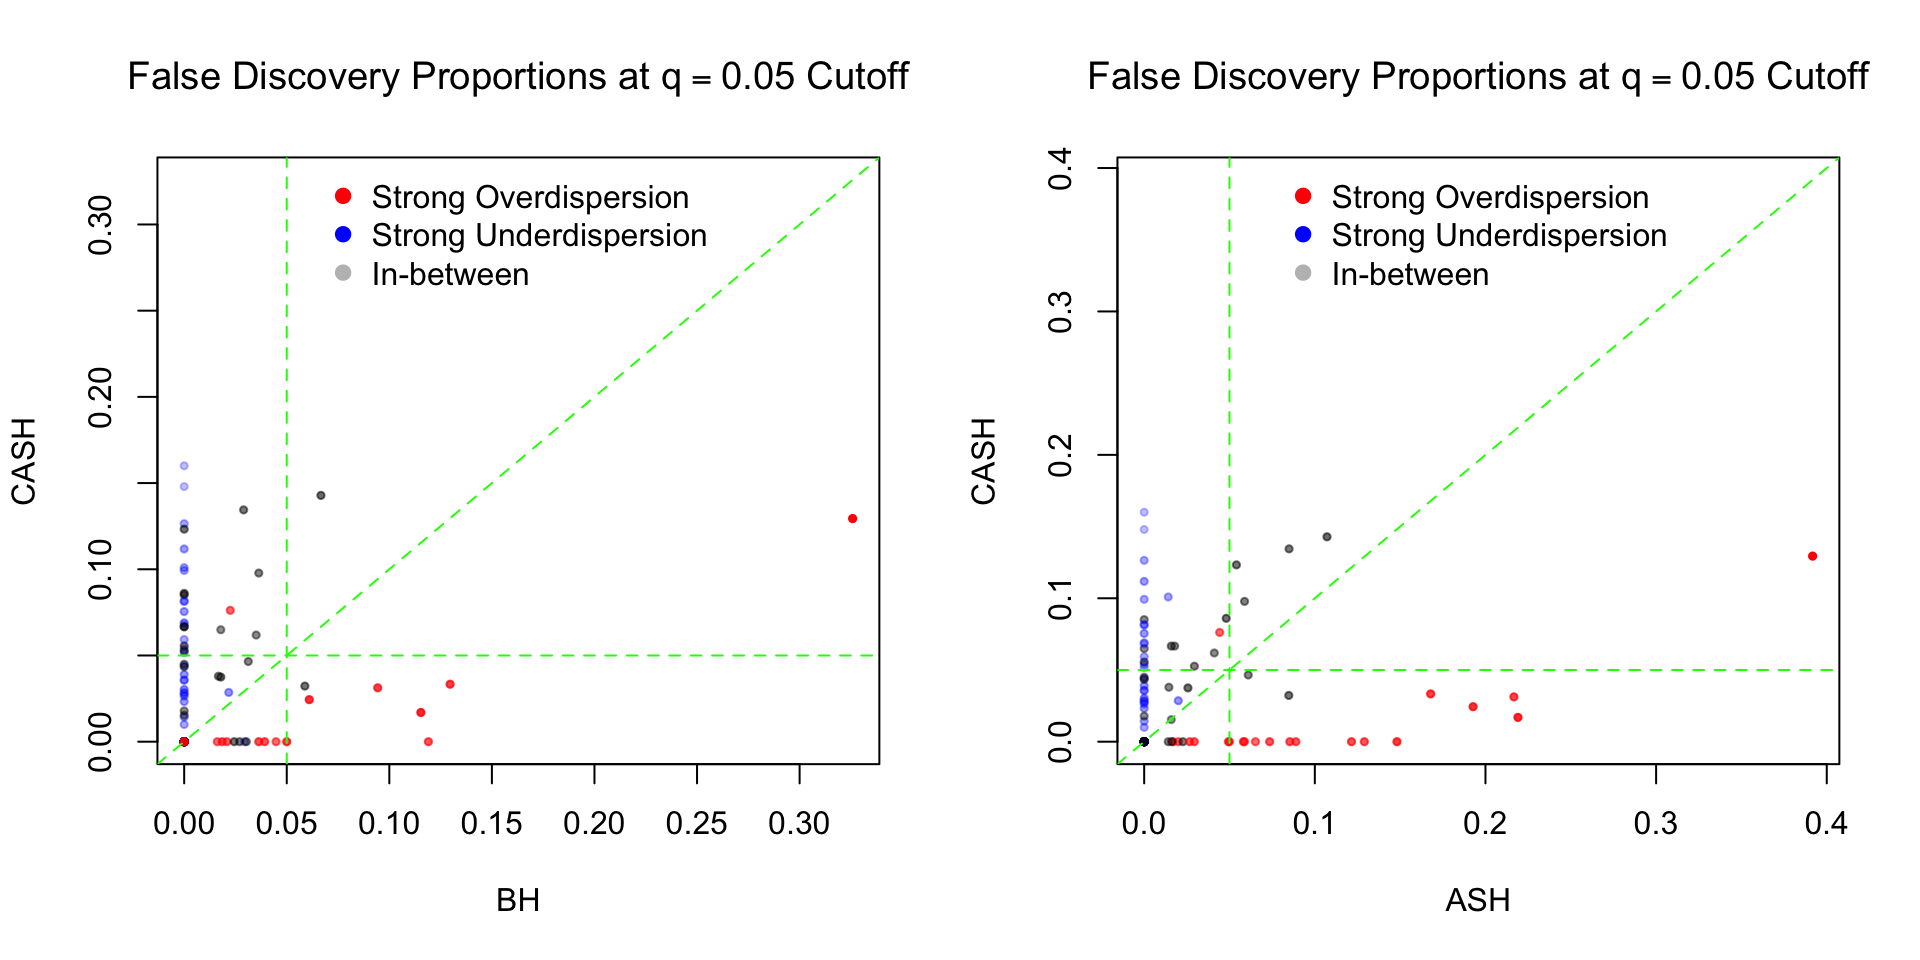 False Discovery Proportions at q = 0.05 Cutoff
Strong Overdispersion
Strong Underdispersion
In-between
CASH
0.30
0.20
0.10
0.00
0.00 0.05 0.10 0.15 0.20 0.25 0.30
BH
False Discovery Proportions at q = 0.05 Cutoff
Strong Overdispersion
Strong Underdispersion
In-between
CASH
0.4
0.3
0.2
0.1
0.0
0.0 0.1 0.2 0.3 0.4
ASH